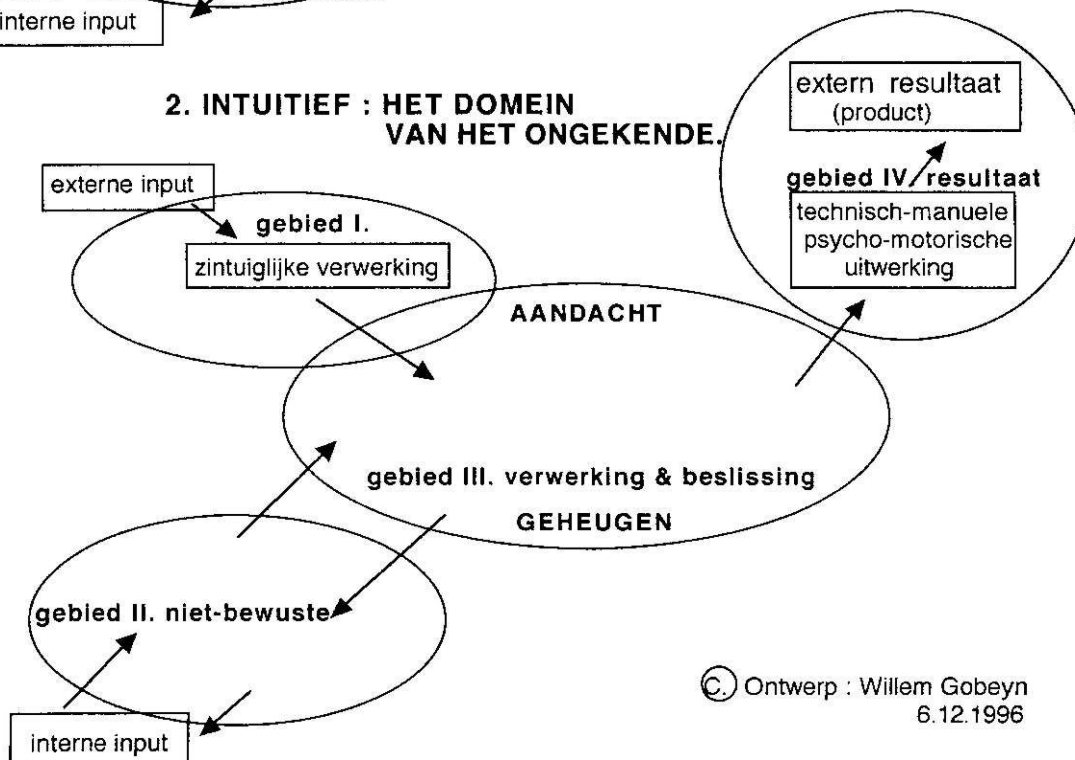 interne input
2. INTUITIEF : HET DOMEIN
VAN HET ONGEKENDE.
extern resultaat
(product)
gebied IV. resultaat
technisch-manuele
psycho-motorische
uitwerking
externe input
gebied I.
zintuiglijke verwerking
AANDACHT
gebied III. verwerking & beslissing
GEHEUGEN
gebied II. niet-bewuste
interne input
C. Ontwerp : Willem Gobeyn
6.12.1996